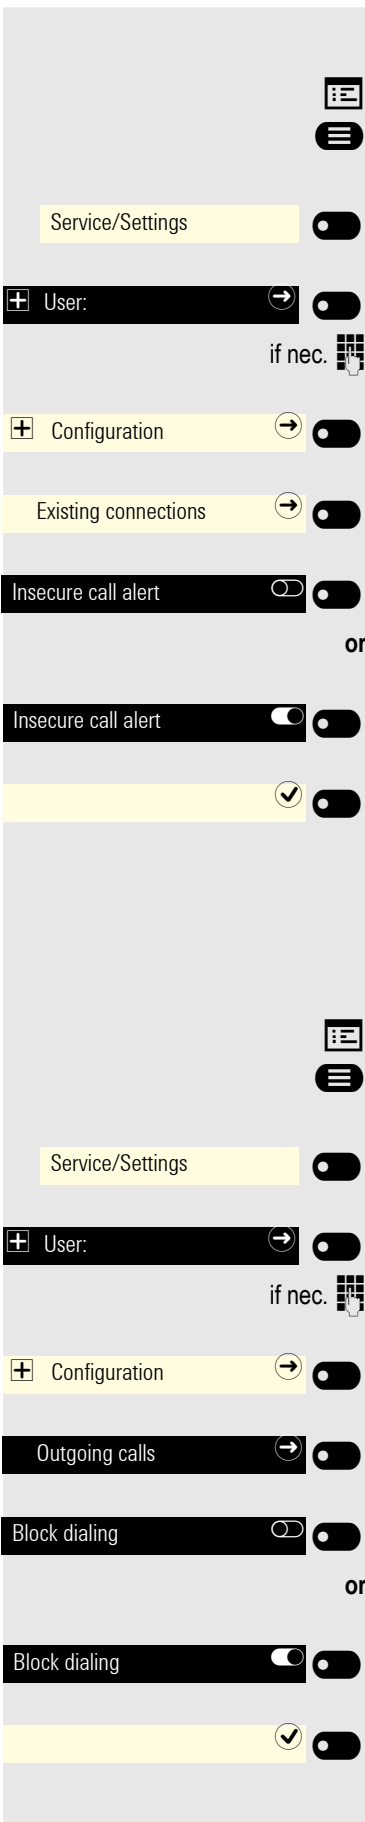 Service/Settings
User:
if nec.
Configuration
Existing connections
Insecure call alert
or
Insecure call alert
Service/Settings
User:
if nec.
Configuration
Outgoing calls
Block dialing
or
Block dialing